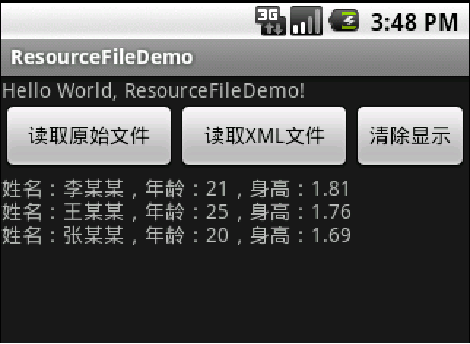 3G 3:48 PM
ResourceFileDemo
Hello World, ResourceFileDemo!
读取原始文件 读取XML文件 清除显示
姓名：李某某，年龄：21，身高：1.81
姓名：王某某，年龄：25，身高：1.76
姓名：张某某，年龄：20，身高：1.69